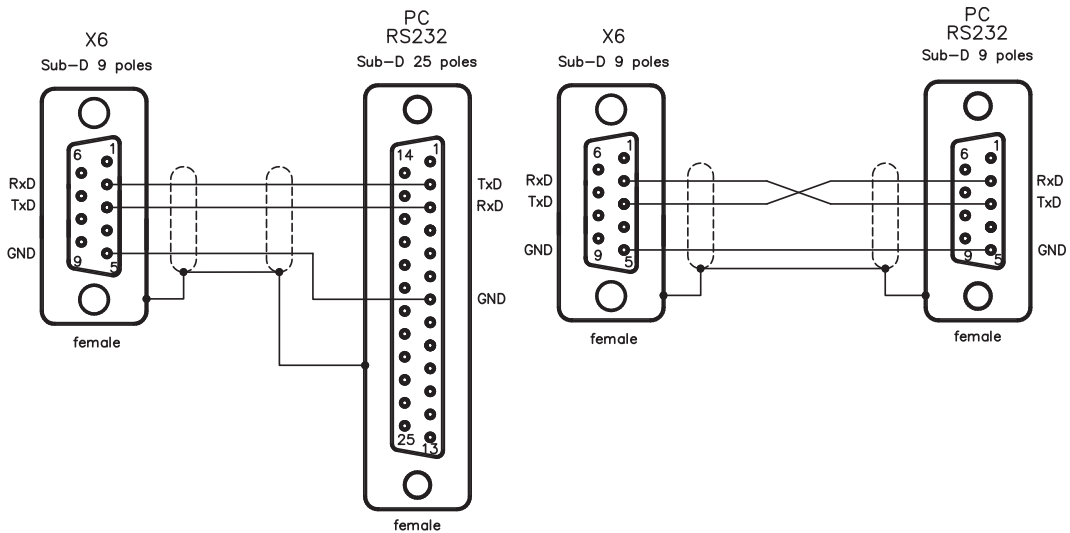 X6
Sub-D 9 poles
6
1
RxD
TxD
GND
9
5
female
PC
RS232
Sub-D 25 poles
14
1
TxD
RxD
GND
25
13
female
X6
Sub-D 9 poles
6
1
RxD
TxD
GND
9
5
female
PC
RS232
Sub-D 9 poles
6
1
RxD
TxD
GND
9
5
female